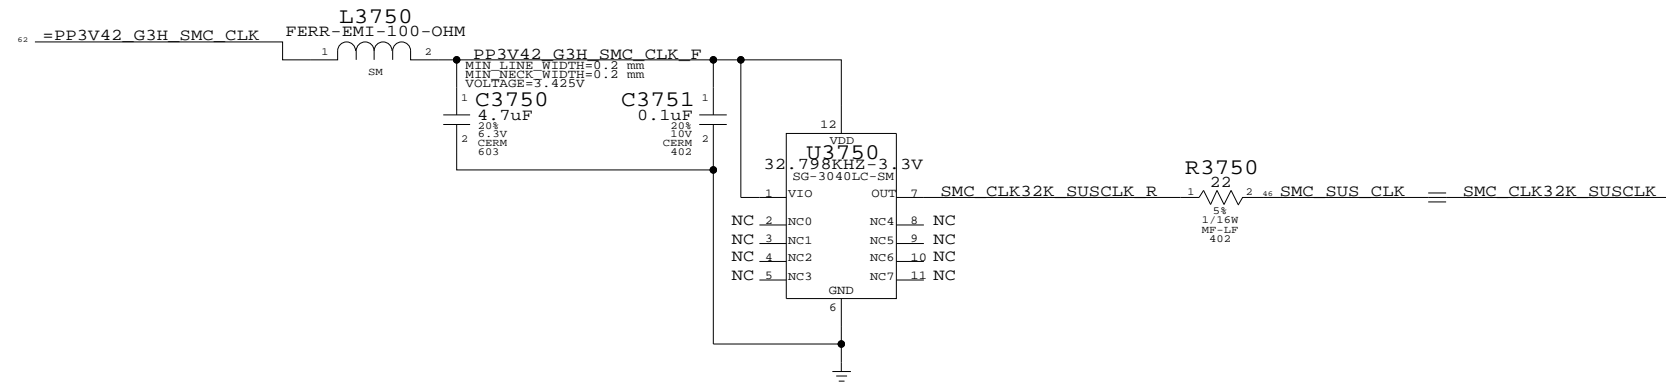 L3750
FERR-EMI-100-OHM
62 =PP3V42_G3H_SMC_CLK
1 2
SM
PP3V42_G3H_SMC_CLK_F
MIN_LINE_WIDTH=0.2 mm
MIN_NECK_WIDTH=0.2 mm
VOLTAGE=3.425V
1 C3750
4.7uF
20%
2 6.3V
CERM
603
C3751 1
0.1uF
20%
10V 2
CERM
402
12
VDD
U3750
32.798KHZ-3.3V
SG-3040LC-SM
1 VIO OUT 7 SMC_CLK32K_SUSCLK_R
R3750
22
1 2
5%
1/16W
MF-LF
402
46 SMC_SUS_CLK = SMC_CLK32K_SUSCLK
NC 2 NC0 NC4 8 NC
NC 3 NC1 NC5 9 NC
NC 4 NC2 NC6 10 NC
NC 5 NC3 NC7 11 NC
GND
6